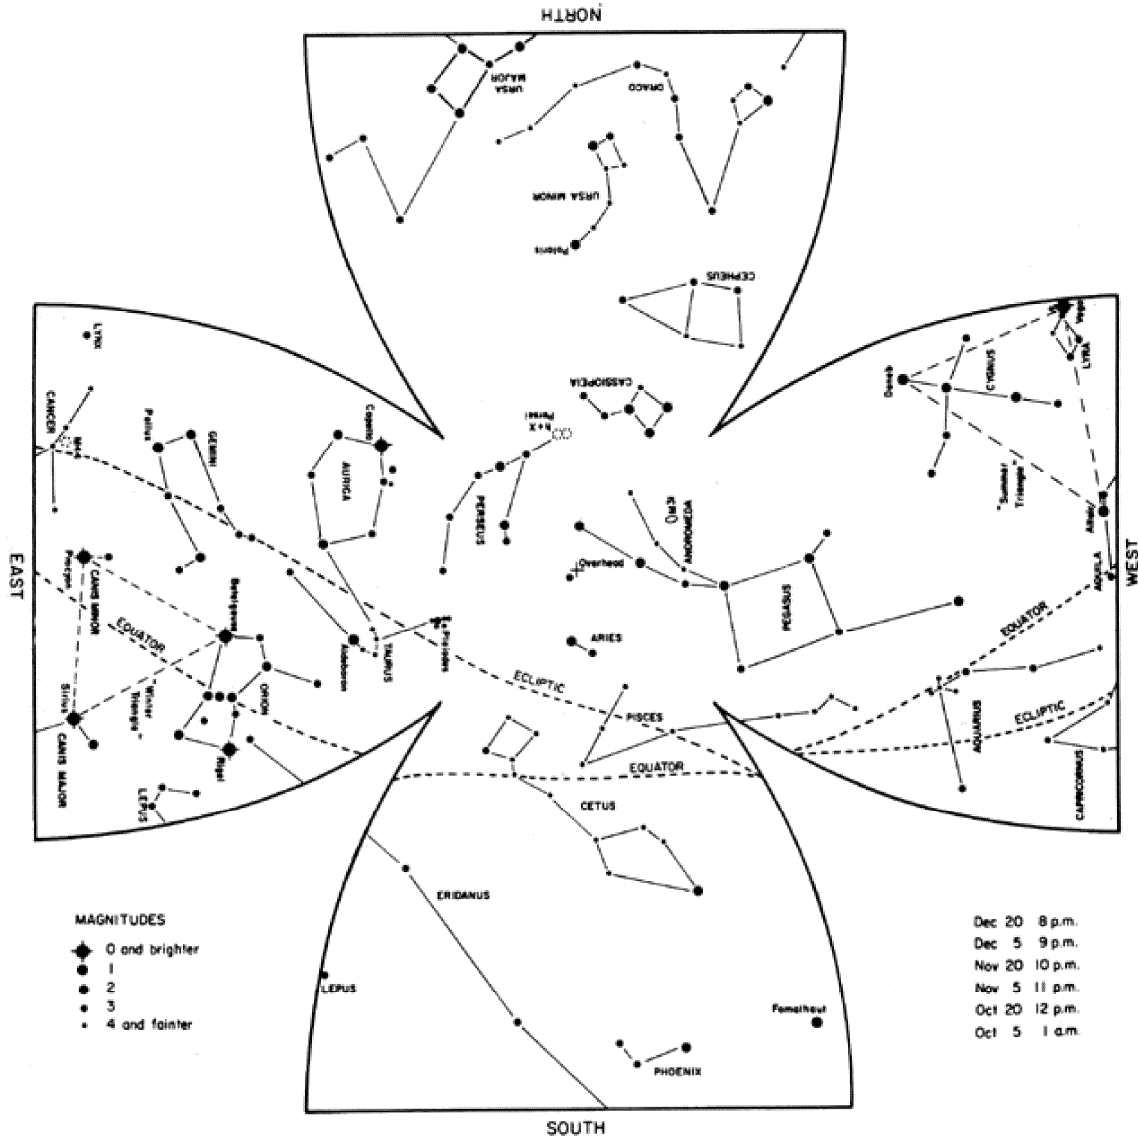 NORTH
URSA
MAJOR
DRACO
URSA MINOR
Polaris
CEPHEUS
CASSIOPEIA
h+X
Persei
PERSEUS
EAST
LYNX
CANCER
M44
Pollux
GEMINI
Capella
AURIGA
Procyon
CANIS MINOR
EQUATOR
Betelgeuse
Aldebaran
TAURUS
Pleiades
"Winter
Triangle"
ORION
Sirius
CANIS MAJOR
Rigel
LEPUS
Overhead
M31
ANDROMEDA
PEGASUS
ARIES
ECLIPTIC
PISCES
EQUATOR
CETUS
WEST
Vega
LYRA
Deneb
CYGNIUS
"Summer
Triangle"
Altair
AQUILA
EQUATOR
AQUARIUS
ECLIPTIC
CAPRICORNUS
ERIDANUS
LEPUS
Fomalhaut
PHOENIX
SOUTH
MAGNITUDES
0 and brighter
1
2
3
4 and fainter
Dec 20 8 p.m.
Dec 5 9 p.m.
Nov 20 10 p.m.
Nov 5 11 p.m.
Oct 20 12 p.m.
Oct 5 1 a.m.